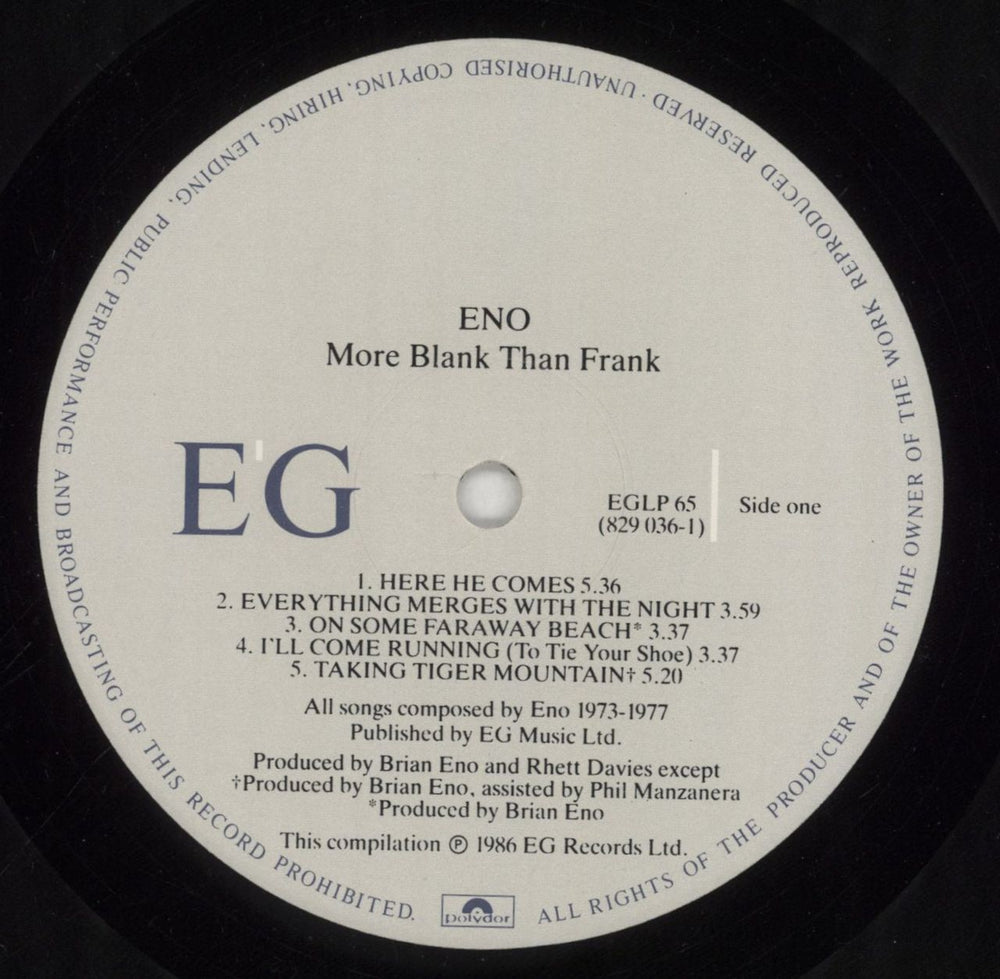 ENO
More Blank Than Frank
EG
EGLP 65
(829 036-1)
Side one
1. HERE HE COMES 5.36
2. EVERYTHING MERGES WITH THE NIGHT 3.59
3. ON SOME FARAWAY BEACH* 3.37
4. I'LL COME RUNNING (To Tie Your Shoe) 3.37
5. TAKING TIGER MOUNTAIN† 5.20
All songs composed by Eno 1973-1977
Published by EG Music Ltd.
Produced by Brian Eno and Rhett Davies except
†Produced by Brian Eno, assisted by Phil Manzanera
*Produced by Brian Eno
This compilation ℗ 1986 EG Records Ltd.
polydor
ALL RIGHTS OF THE PRODUCER AND OF THE OWNER OF THE WORK REPRODUCED RESERVED · UNAUTHORISED COPYING, HIRING, LENDING, PUBLIC PERFORMANCE AND BROADCASTING OF THIS RECORD PROHIBITED.